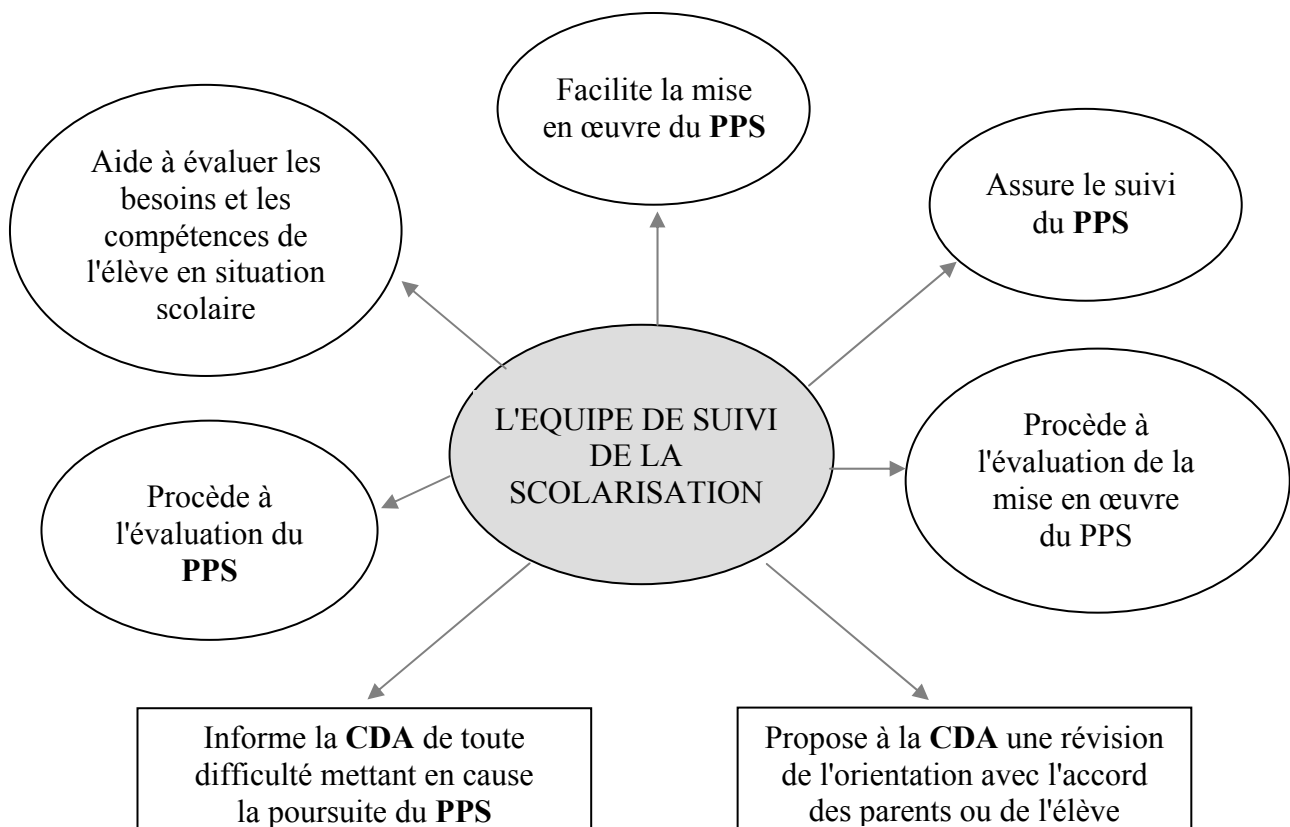 Facilite la mise
en œuvre du PPS
Aide à évaluer les
besoins et les
compétences de
l'élève en situation
scolaire
Assure le suivi
du PPS
L'EQUIPE DE SUIVI
DE LA
SCOLARISATION
Procède à
l'évaluation de la
mise en œuvre
du PPS
Procède à
l'évaluation du
PPS
Informe la CDA de toute
difficulté mettant en cause
la poursuite du PPS
Propose à la CDA une révision
de l'orientation avec l'accord
des parents ou de l'élève